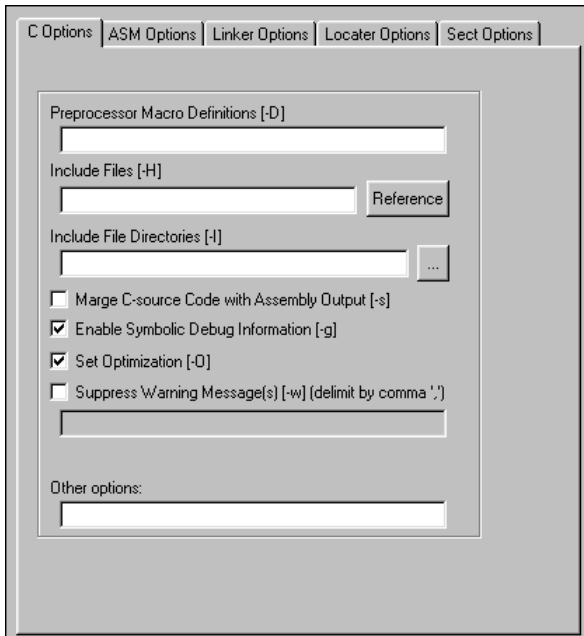 C Options ASM Options Linker Options Locater Options Sect Options
Preprocessor Macro Definitions [-D]
Include Files [-H]
Reference
Include File Directories [-I]
...
Marge C-source Code with Assembly Output [-s]
Enable Symbolic Debug Information [-g]
Set Optimization [-O]
Suppress Warning Message(s) [-w] (delimit by comma ',')
Other options: